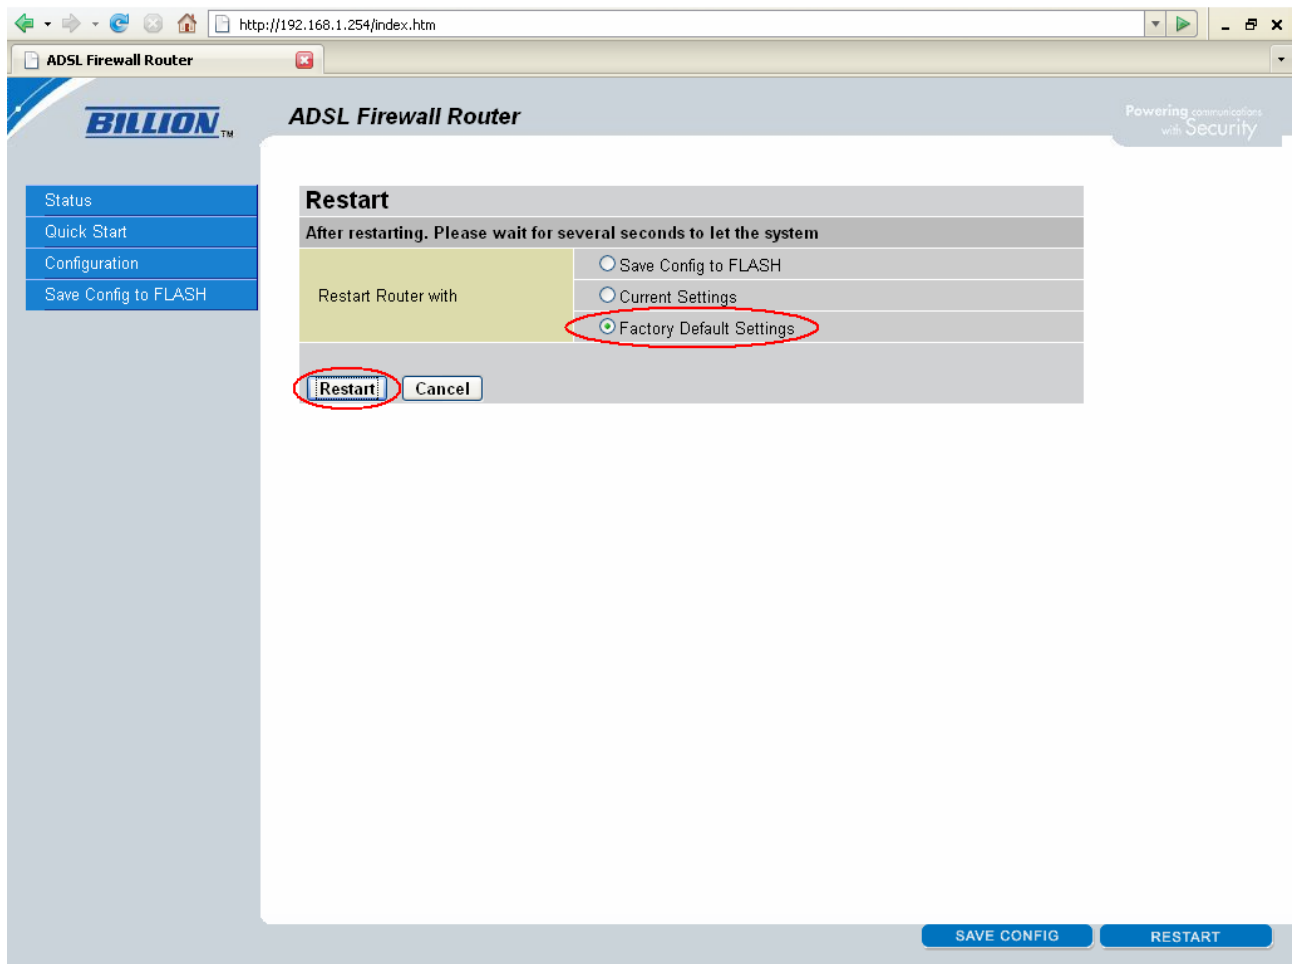 http://192.168.1.254/index.htm
ADSL Firewall Router
BILLION TM
ADSL Firewall Router
Powering communications
with Security
Status
Quick Start
Configuration
Save Config to FLASH
Restart
After restarting. Please wait for several seconds to let the system
Restart Router with
Save Config to FLASH
Current Settings
Factory Default Settings
Restart
Cancel
SAVE CONFIG
RESTART